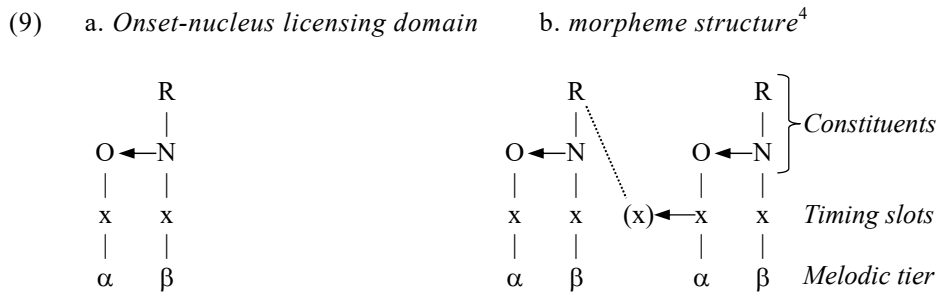 (9) a. Onset-nucleus licensing domain b. morpheme structure⁴
R R R Constituents
O N O N O N
x x x x (x) x x Timing slots
α β α β α β Melodic tier